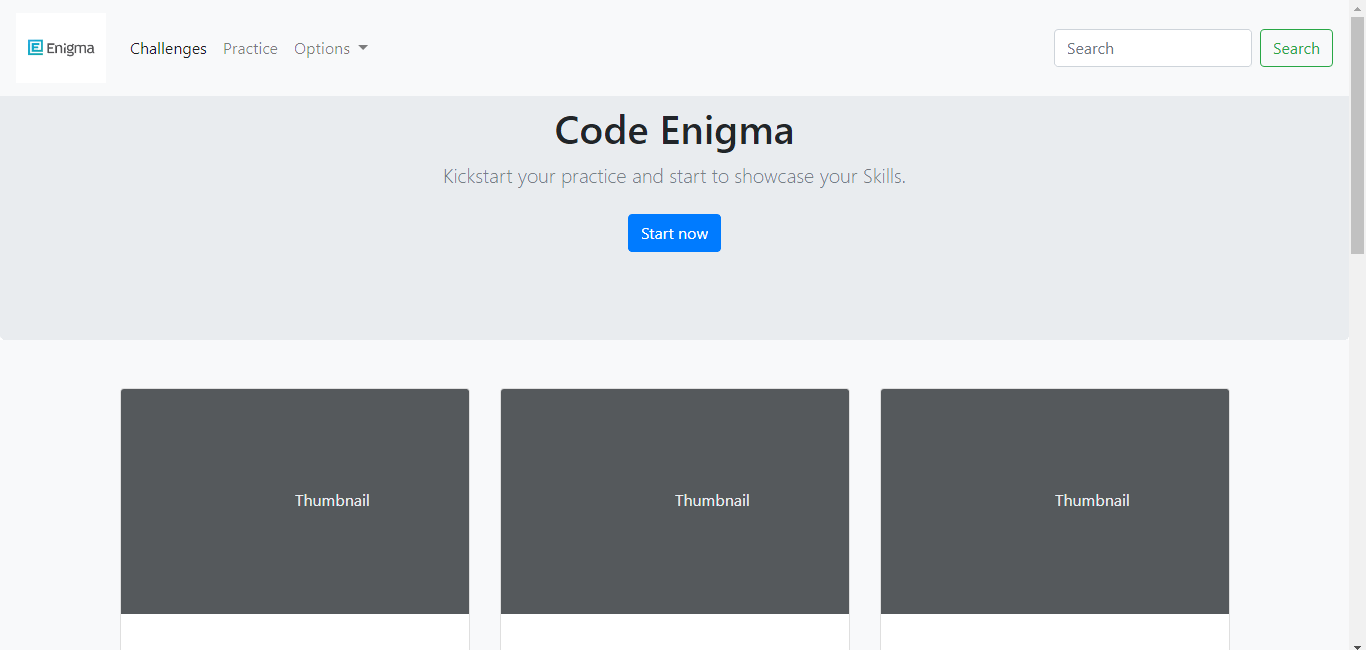 Enigma
Challenges Practice Options
Search Search
Code Enigma
Kickstart your practice and start to showcase your Skills.
Start now
Thumbnail Thumbnail Thumbnail